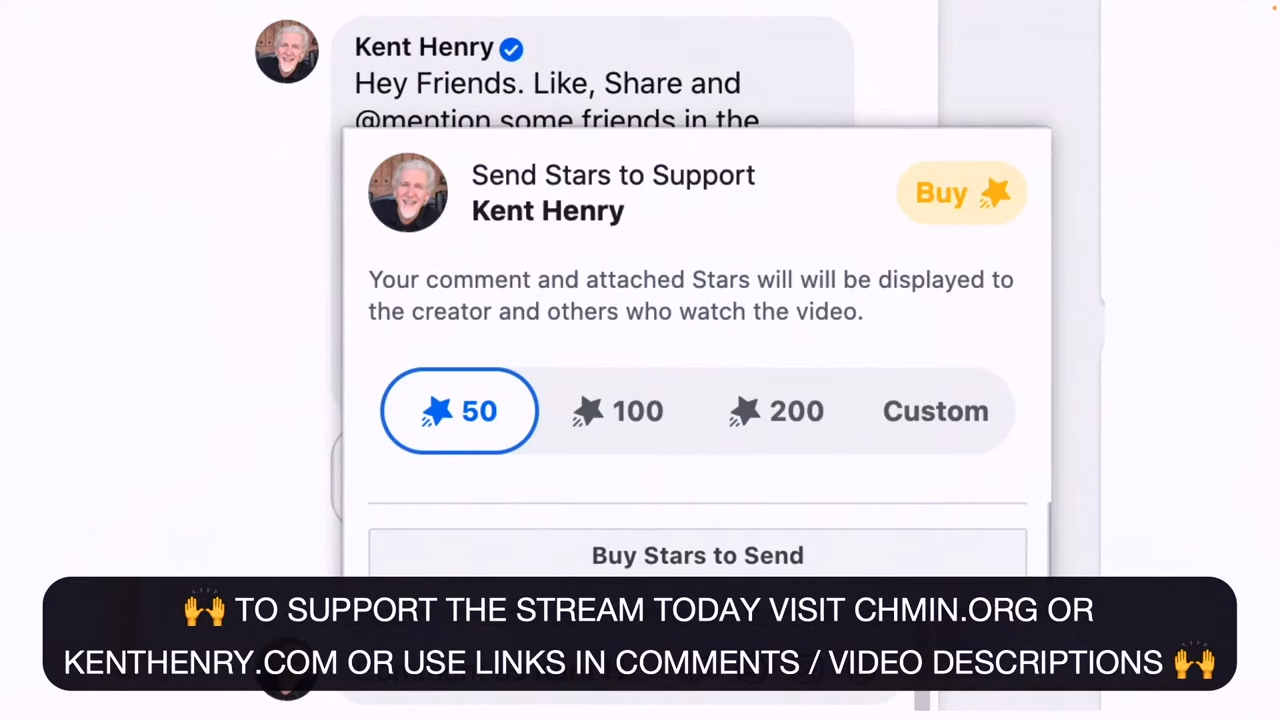 Kent Henry
Hey Friends. Like, Share and
@mention some friends in the
Send Stars to Support
Kent Henry
Buy
Your comment and attached Stars will will be displayed to
the creator and others who watch the video.
50 100 200 Custom
Buy Stars to Send
🙌 TO SUPPORT THE STREAM TODAY VISIT CHMIN.ORG OR
KENTHENRY.COM OR USE LINKS IN COMMENTS / VIDEO DESCRIPTIONS 🙌